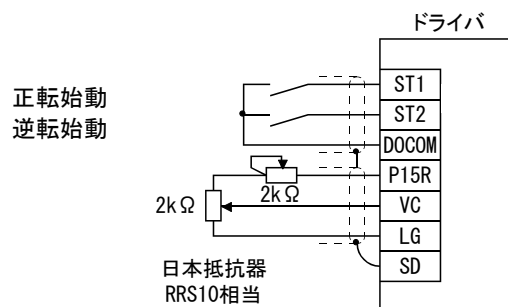 ドライバ
正転始動
逆転始動
ST1
ST2
DOCOM
P15R
2kΩ
2kΩ
VC
LG
SD
日本抵抗器
RRS10相当